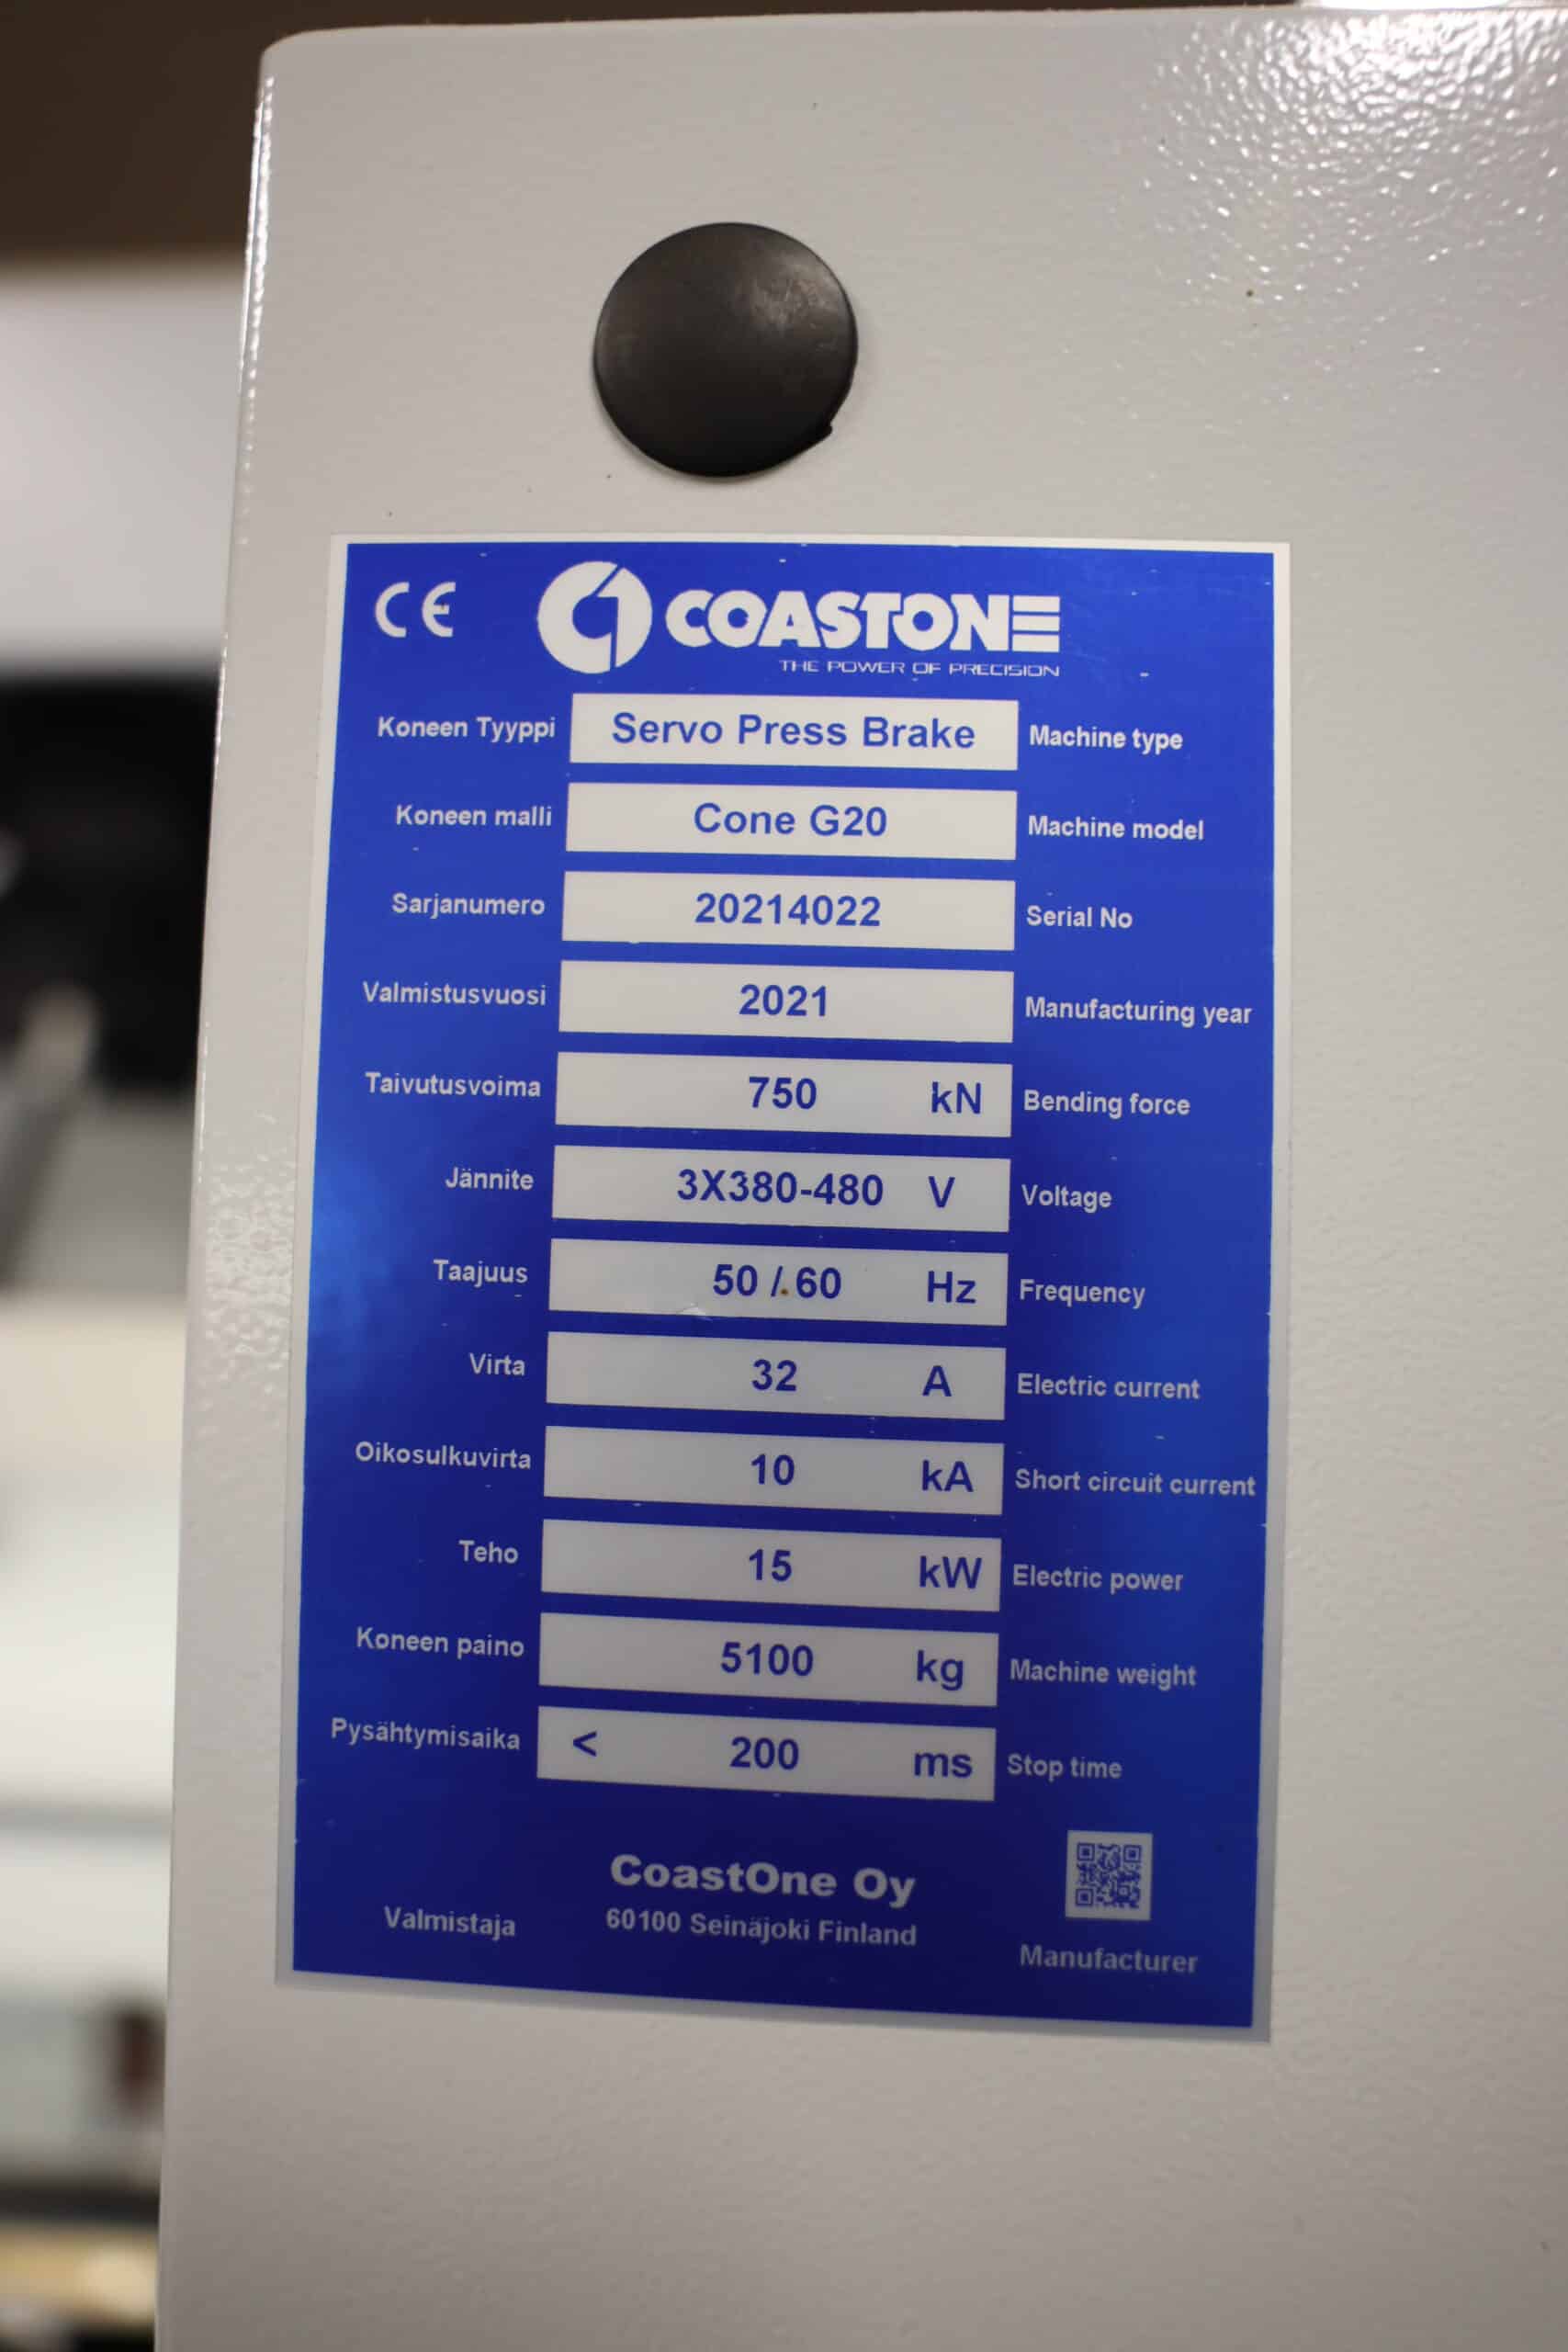 CE COASTONE
THE POWER OF PRECISION
Koneen Tyyppi Servo Press Brake Machine type
Koneen malli Cone G20 Machine model
Sarjanumero 20214022 Serial No
Valmistusvuosi 2021 Manufacturing year
Taivutusvoima 750 kN Bending force
Jännite 3X380-480 V Voltage
Taajuus 50 / 60 Hz Frequency
Virta 32 A Electric current
Oikosulkuvirta 10 kA Short circuit current
Teho 15 kW Electric power
Koneen paino 5100 kg Machine weight
Pysähtymisaika < 200 ms Stop time
CoastOne Oy
Valmistaja 60100 Seinäjoki Finland Manufacturer